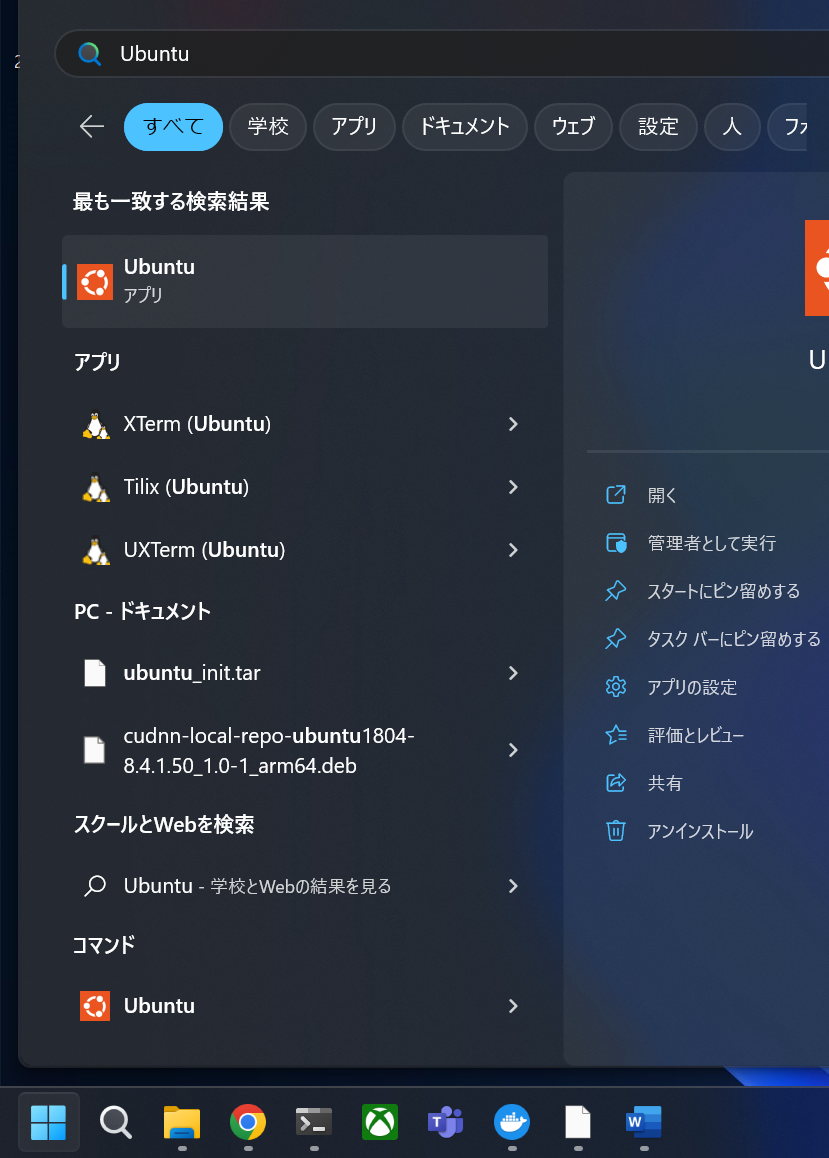 2
Ubuntu
すべて
学校
アプリ
ドキュメント
ウェブ
設定
人
フォ
最も一致する検索結果
Ubuntu
アプリ
アプリ
XTerm (Ubuntu)
Tilix (Ubuntu)
UXTerm (Ubuntu)
PC - ドキュメント
ubuntu_init.tar
cudnn-local-repo-ubuntu1804-
8.4.1.50_1.0-1_arm64.deb
スクールとWebを検索
Ubuntu - 学校とWebの結果を見る
コマンド
Ubuntu
U
開く
管理者として実行
スタートにピン留めする
タスク バーにピン留めする
アプリの設定
評価とレビュー
共有
アンインストール